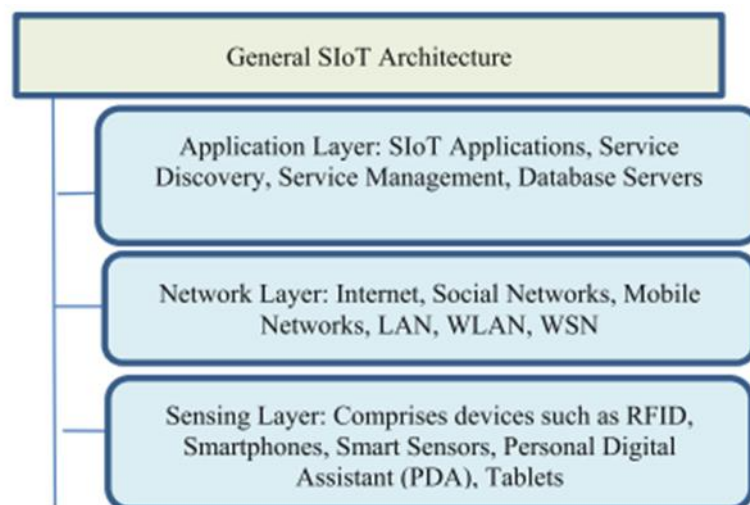 General SIoT Architecture
Application Layer: SIoT Applications, Service
Discovery, Service Management, Database Servers
Network Layer: Internet, Social Networks, Mobile
Networks, LAN, WLAN, WSN
Sensing Layer: Comprises devices such as RFID,
Smartphones, Smart Sensors, Personal Digital
Assistant (PDA), Tablets